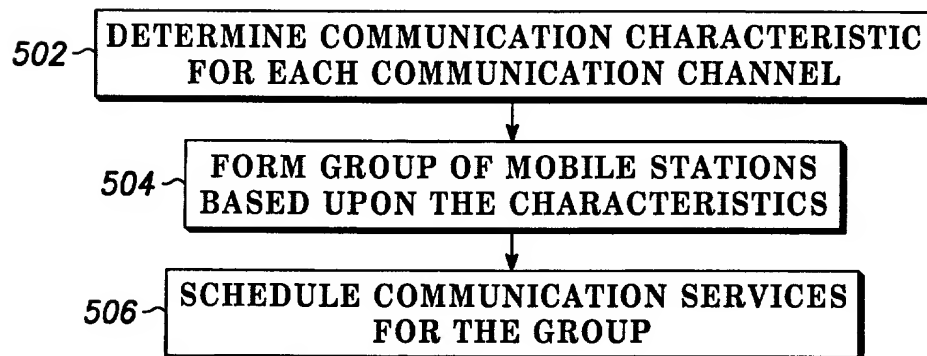 502
DETERMINE COMMUNICATION CHARACTERISTIC
FOR EACH COMMUNICATION CHANNEL
504
FORM GROUP OF MOBILE STATIONS
BASED UPON THE CHARACTERISTICS
506
SCHEDULE COMMUNICATION SERVICES
FOR THE GROUP